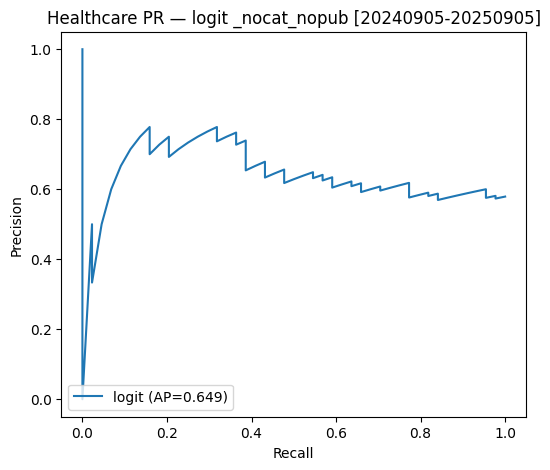 Healthcare PR — logit _nocat_nopub [20240905-20250905]
1.0
0.8
0.6
0.4
0.2
0.0
Precision
logit (AP=0.649)
0.0 0.2 0.4 0.6 0.8 1.0
Recall